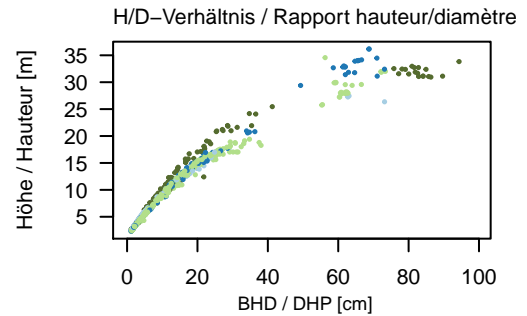 H/D−Verhältnis / Rapport hauteur/diamètre
Höhe / Hauteur [m]
35
30
25
20
15
10
5
0 20 40 60 80 100
BHD / DHP [cm]